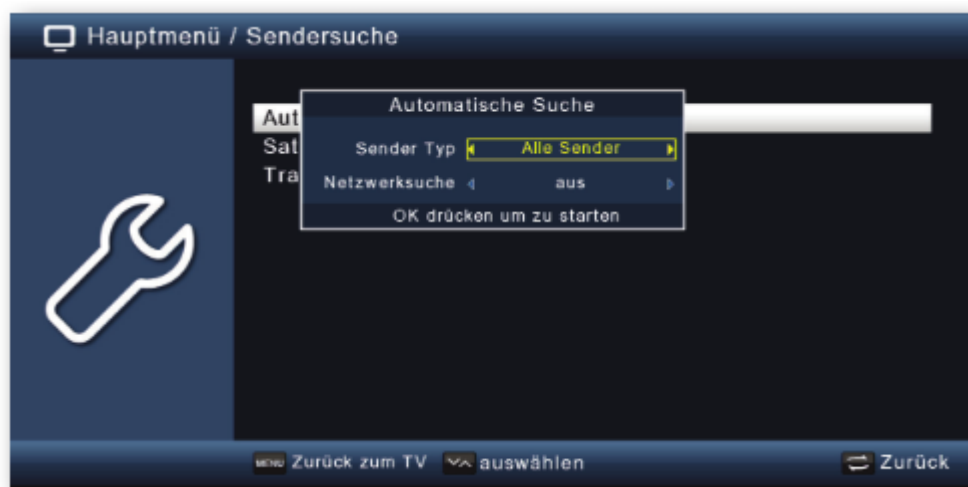 Hauptmenü / Sendersuche
Automatische Suche
Aut
Sat
Sender Typ Alle Sender
Tra
Netzwerksuche aus
OK drücken um zu starten
MENU Zurück zum TV auswählen Zurück